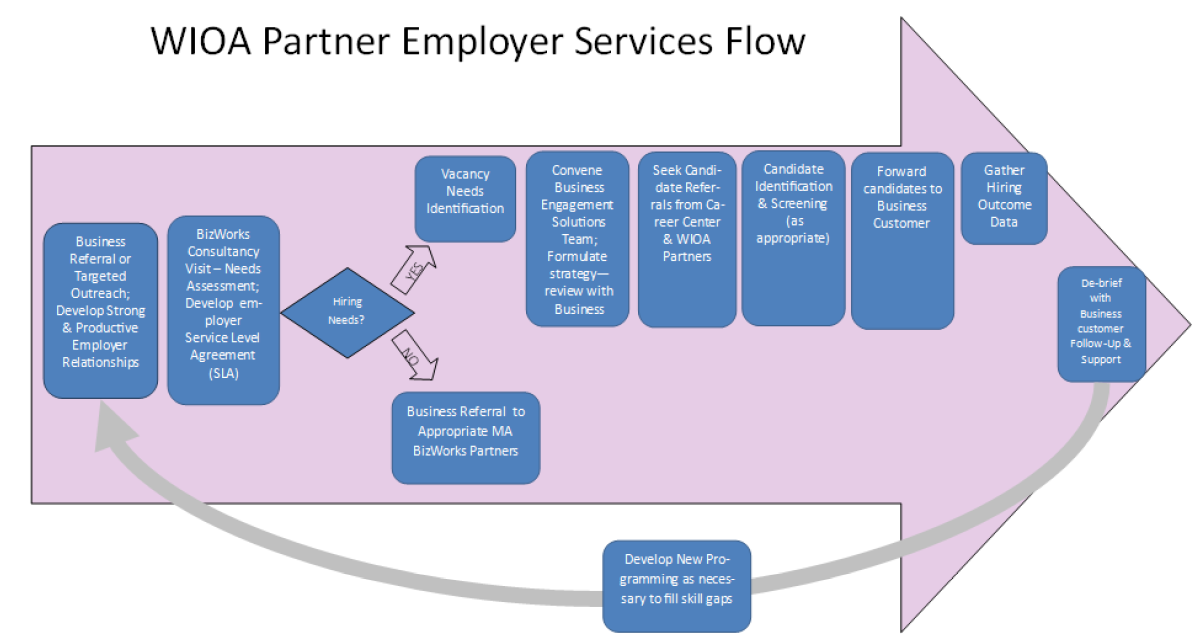 WIOA Partner Employer Services Flow
Business
Referral or
Targeted
Outreach;
Develop Strong
& Productive
Employer
Relationships
BizWorks
Consultancy
Visit – Needs
Assessment;
Develop em-
ployer
Service Level
Agreement
(SLA)
Hiring
Needs?
YES
NO
Vacancy
Needs
Identification
Business Referral to
Appropriate MA
BizWorks Partners
Convene
Business
Engagement
Solutions
Team;
Formulate
strategy—
review with
Business
Seek Candi-
date Refer-
rals from Ca-
reer Center
& WIOA
Partners
Candidate
Identification
& Screening
(as
appropriate)
Forward
candidates to
Business
Customer
Gather
Hiring
Outcome
Data
De-brief
with
Business
customer
Follow-Up &
Support
Develop New Pro-
gramming as neces-
sary to fill skill gaps